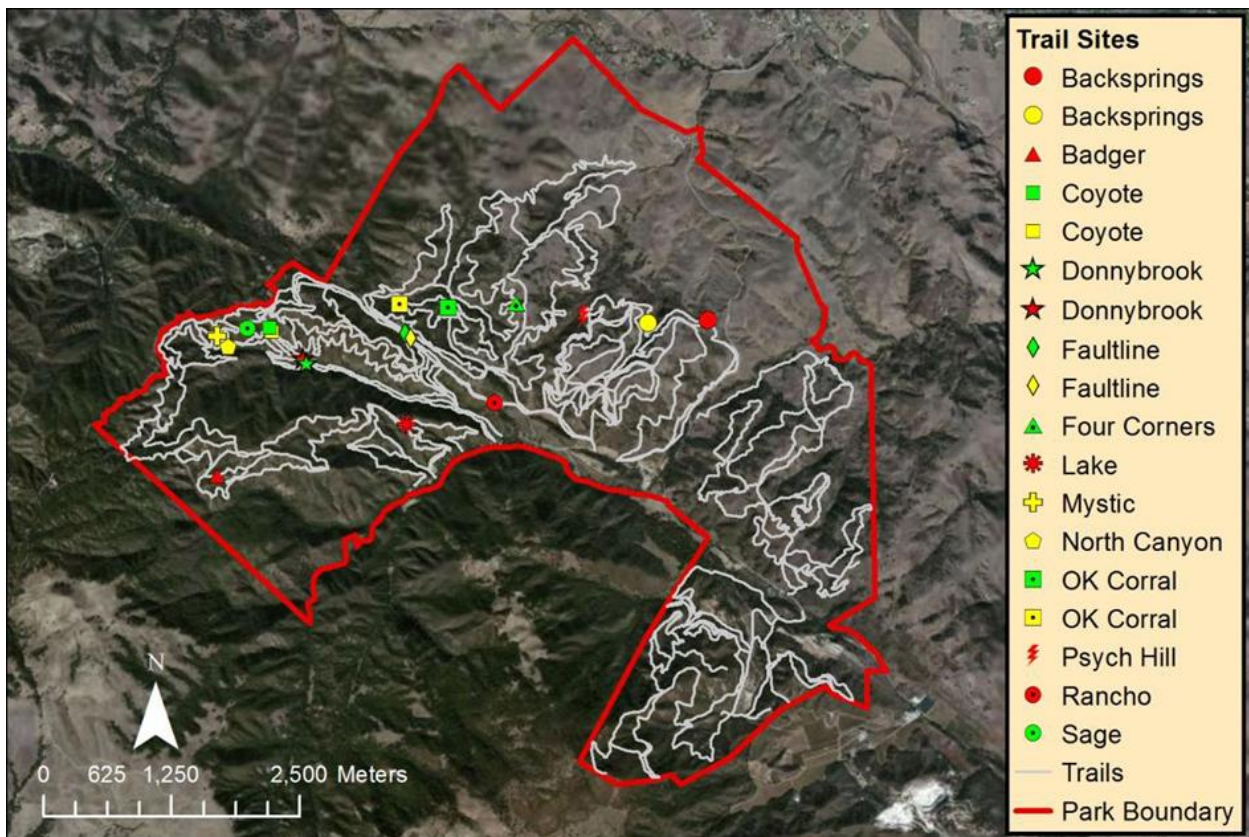 Trail Sites
Backsprings
Backsprings
Badger
Coyote
Coyote
Donnybrook
Donnybrook
Faultline
Faultline
Four Corners
Lake
Mystic
North Canyon
OK Corral
OK Corral
Psych Hill
Rancho
Sage
Trails
Park Boundary
N
0 625 1,250 2,500 Meters